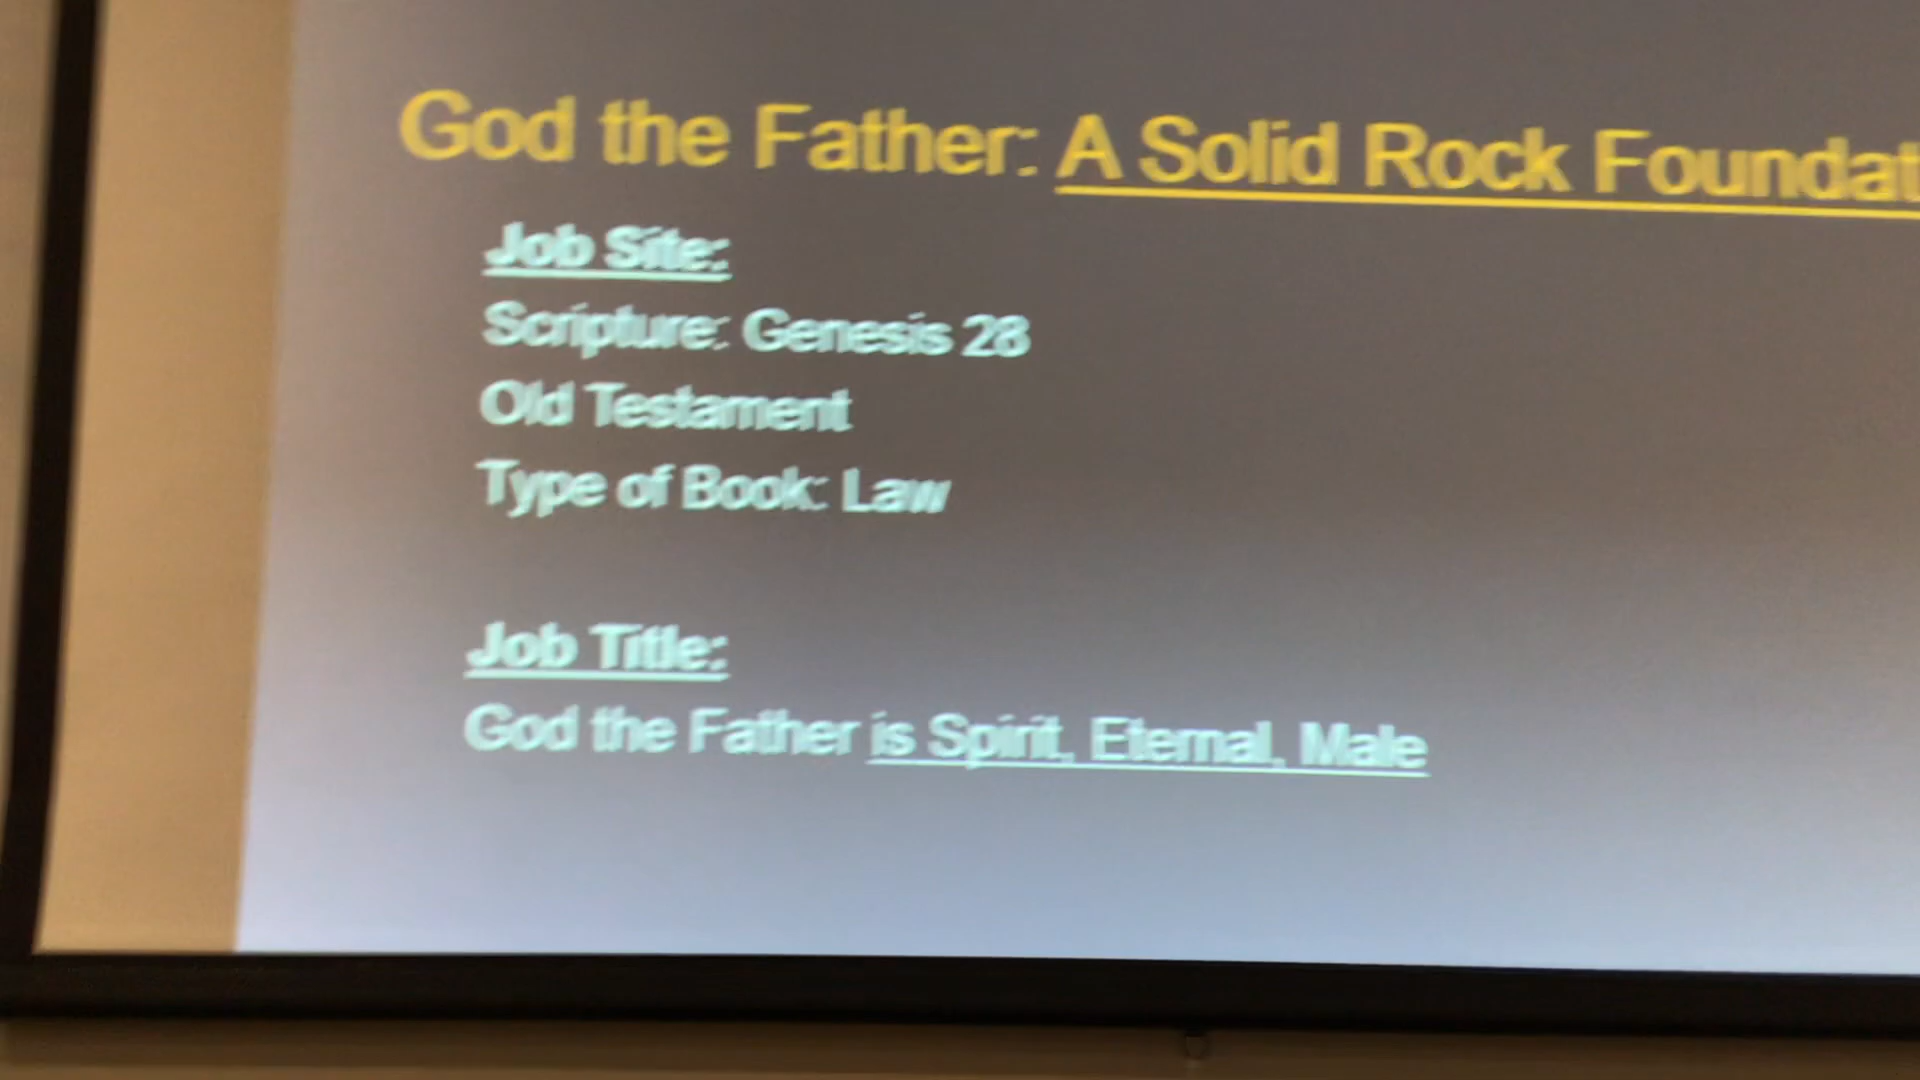 God the Father: A Solid Rock Foundat
Job Site:
Scripture: Genesis 28
Old Testament
Type of Book: Law
Job Title:
God the Father is Spirit, Eternal, Male